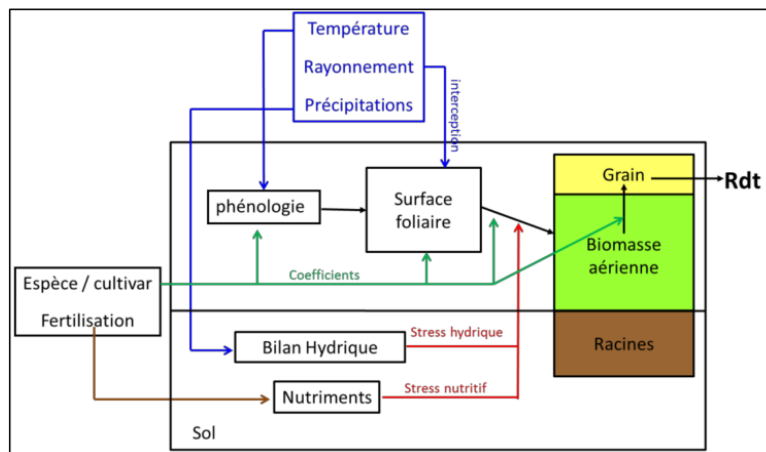 Température
Rayonnement
Précipitations
interception
phénologie
Surface
foliaire
Grain
Rdt
Biomasse
aérienne
Coefficients
Espèce / cultivar
Fertilisation
Bilan Hydrique
Stress hydrique
Racines
Nutriments
Stress nutritif
Sol